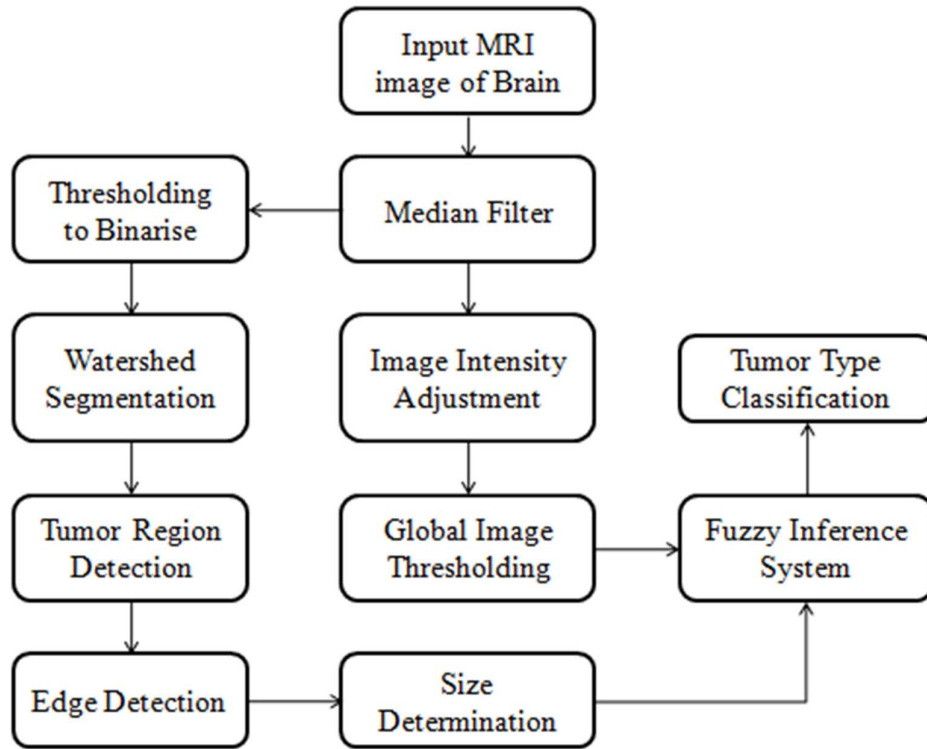 Input MRI
image of Brain
Thresholding
to Binarise
Median Filter
Watershed
Segmentation
Image Intensity
Adjustment
Tumor Type
Classification
Tumor Region
Detection
Global Image
Thresholding
Fuzzy Inference
System
Edge Detection
Size
Determination